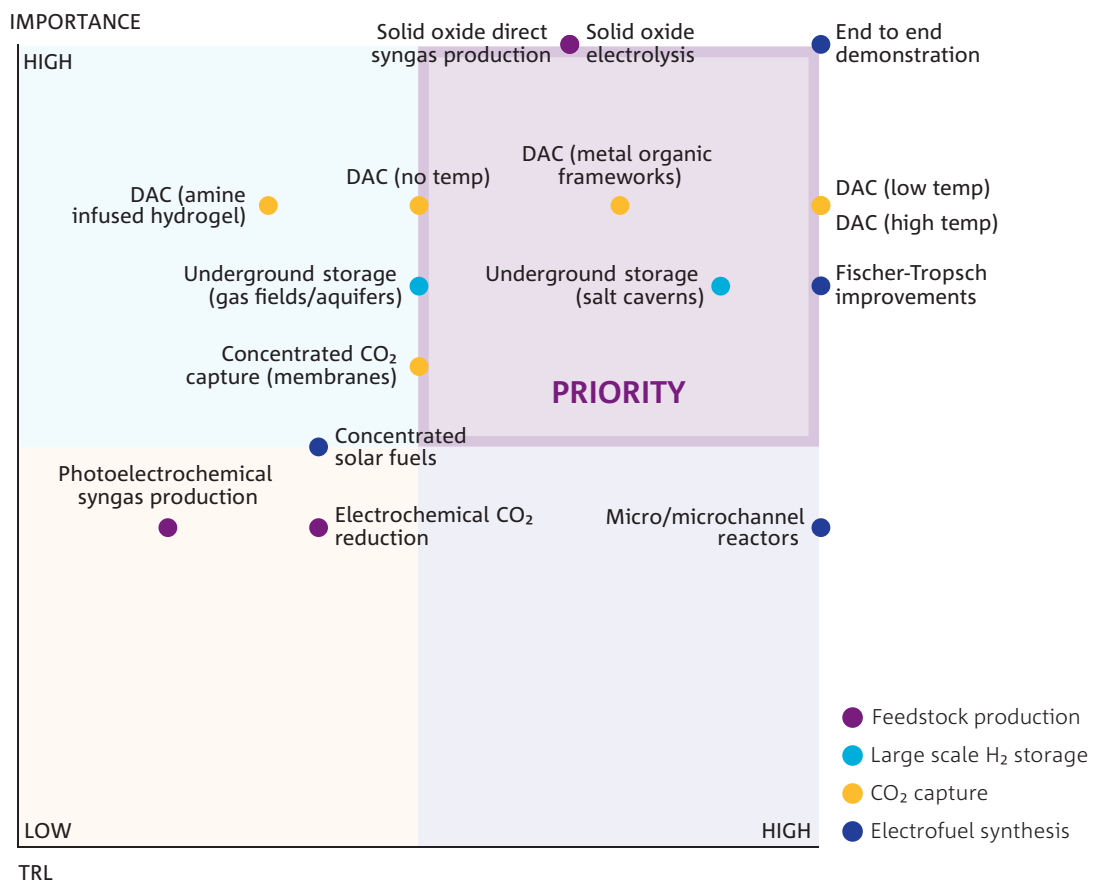 IMPORTANCE
HIGH
Solid oxide direct
syngas production
Solid oxide
electrolysis
End to end
demonstration
DAC (amine
infused hydrogel)
DAC (no temp)
DAC (metal organic
frameworks)
DAC (low temp)
DAC (high temp)
Underground storage
(gas fields/aquifers)
Underground storage
(salt caverns)
Fischer-Tropsch
improvements
Concentrated CO₂
capture (membranes)
PRIORITY
Concentrated
solar fuels
Photoelectrochemical
syngas production
Electrochemical CO₂
reduction
Micro/microchannel
reactors
Feedstock production
Large scale H₂ storage
CO₂ capture
Electrofuel synthesis
LOW
HIGH
TRL